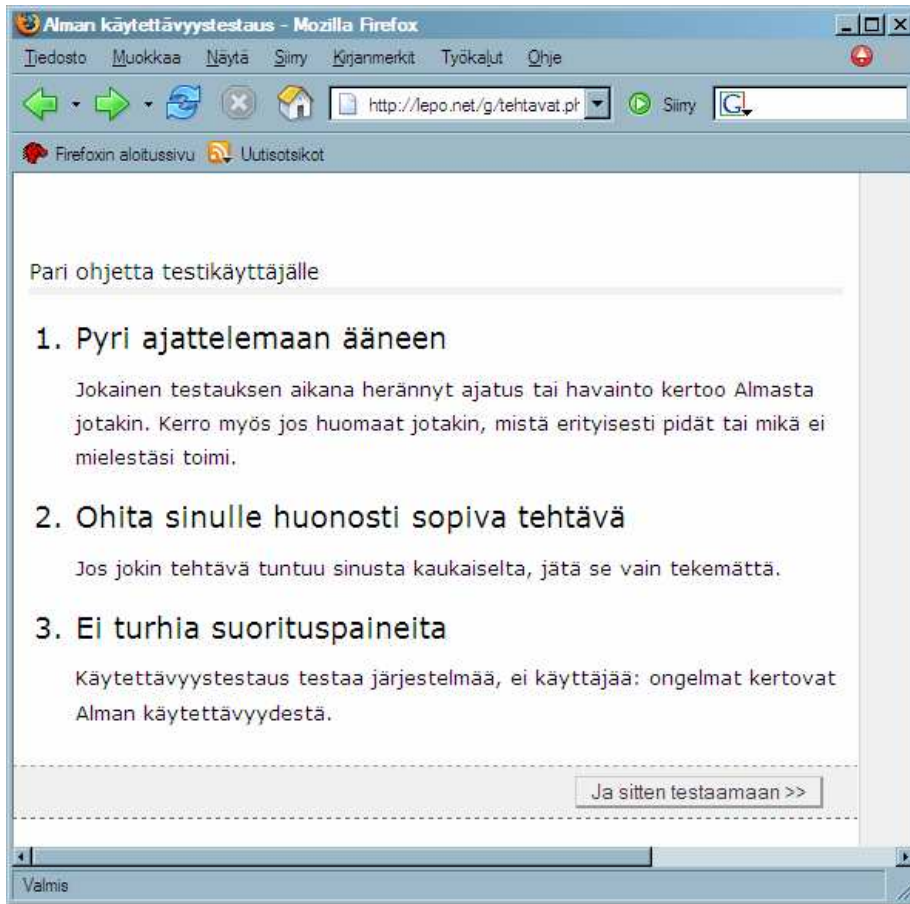 Alman käytettävyystestaus - Mozilla Firefox
Tiedosto Muokkaa Näytä Siirry Kirjanmerkit Työkalut Ohje
http://lepo.net/g/tehtavat.ph Siirry G
Firefoxin aloitussivu Uutisotsikot
Pari ohjetta testikäyttäjälle
1. Pyri ajattelemaan ääneen
Jokainen testauksen aikana herännyt ajatus tai havainto kertoo Almasta
jotakin. Kerro myös jos huomaat jotakin, mistä erityisesti pidät tai mikä ei
mielestäsi toimi.
2. Ohita sinulle huonosti sopiva tehtävä
Jos jokin tehtävä tuntuu sinusta kaukaiselta, jätä se vain tekemättä.
3. Ei turhia suorituspaineita
Käytettävyystestaus testaa järjestelmää, ei käyttäjää: ongelmat kertovat
Alman käytettävyydestä.
Ja sitten testaamaan >>
Valmis